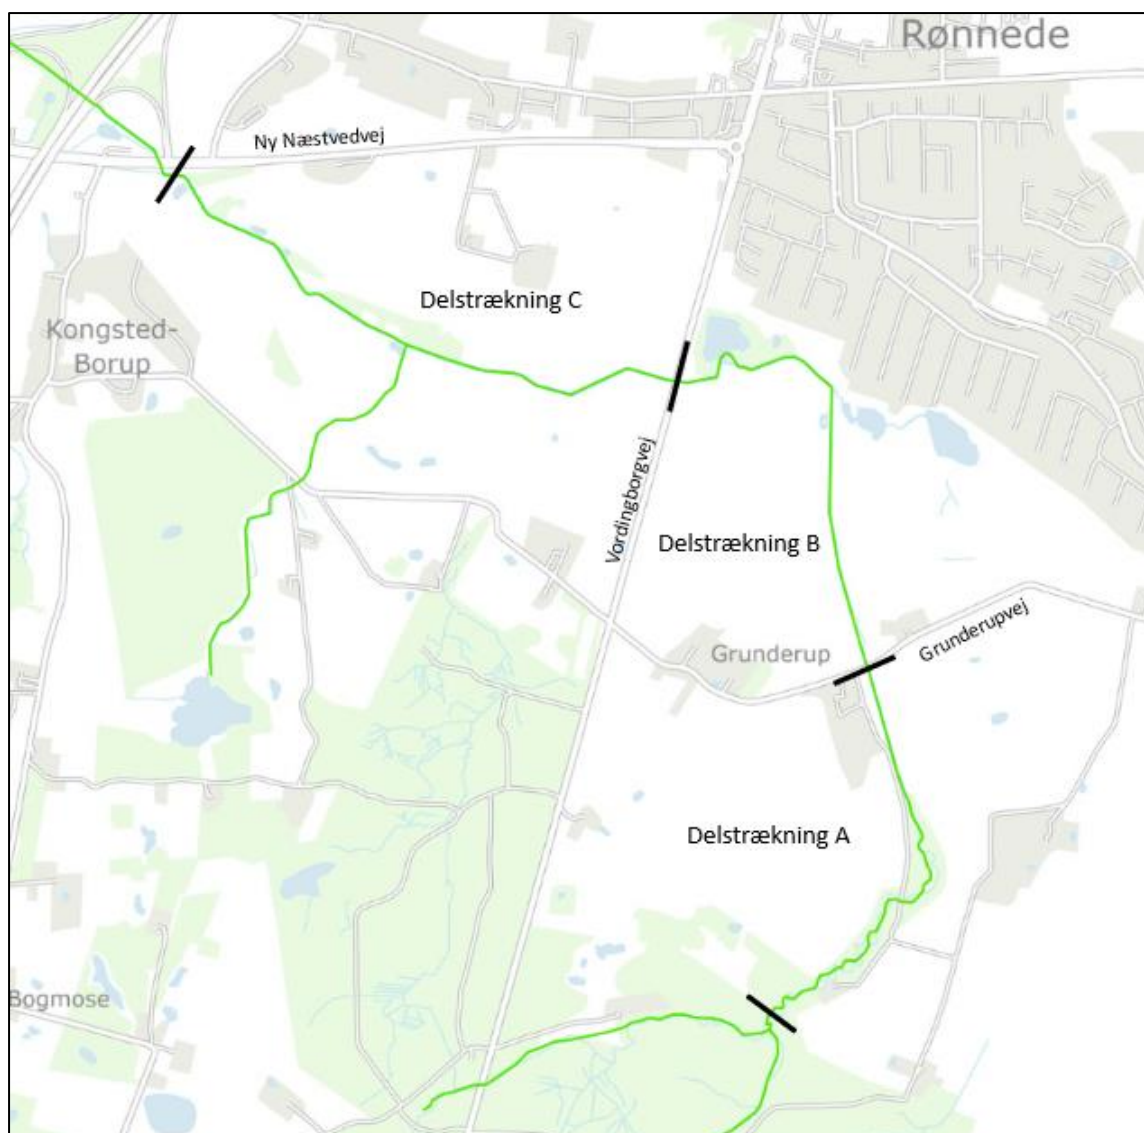 Rønnede
Ny Næstvedvej
Delstrækning C
Kongsted-
Borup
Vordingborgvej
Delstrækning B
Grunderup
Grunderupvej
Delstrækning A
Bogmose